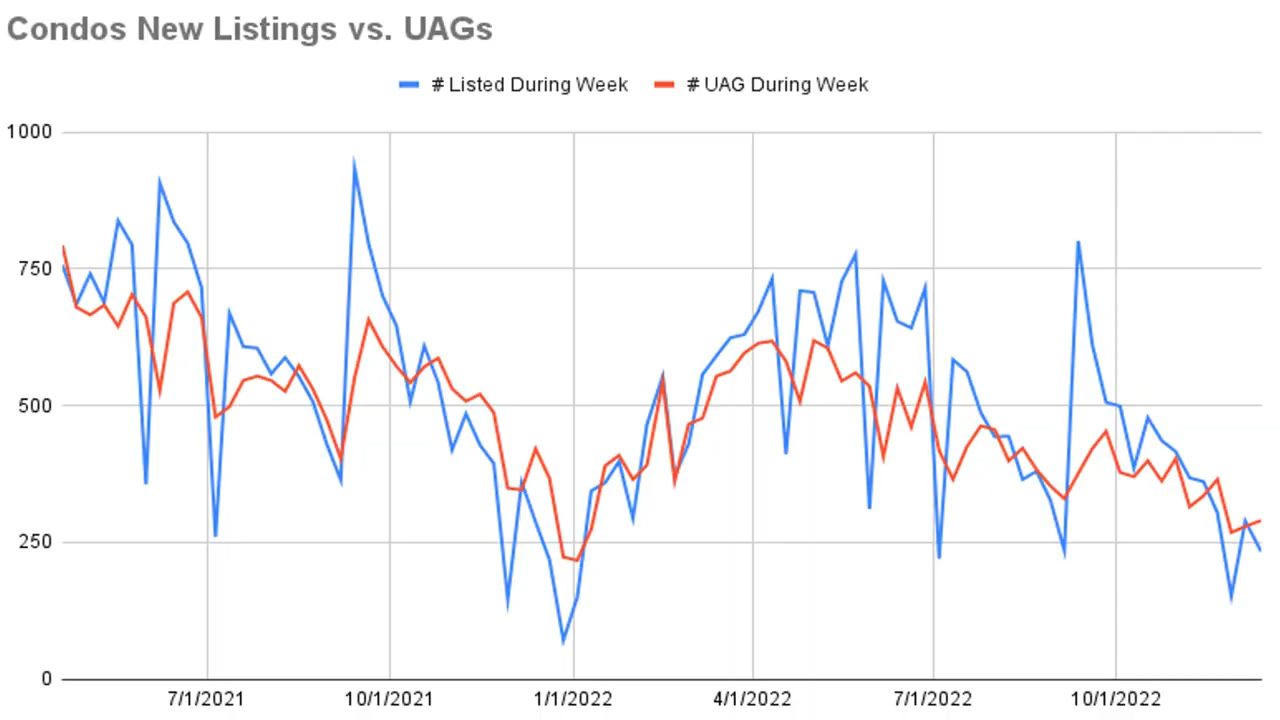 Condos New Listings vs. UAGs
# Listed During Week # UAG During Week
1000
750
500
250
0
7/1/2021 10/1/2021 1/1/2022 4/1/2022 7/1/2022 10/1/2022